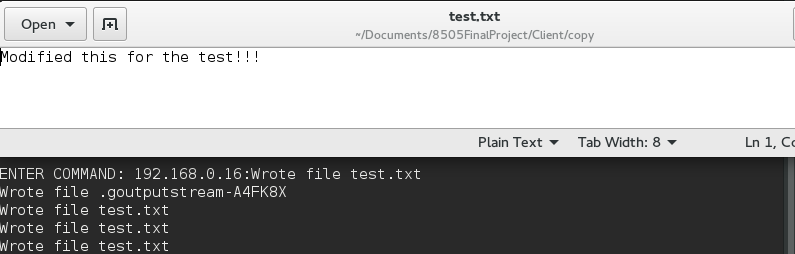 Open
test.txt
~/Documents/8505FinalProject/Client/copy
Modified this for the test!!!
Plain Text
Tab Width: 8
Ln 1, Co
ENTER COMMAND: 192.168.0.16:Wrote file test.txt
Wrote file .goutputstream-A4FK8X
Wrote file test.txt
Wrote file test.txt
Wrote file test.txt